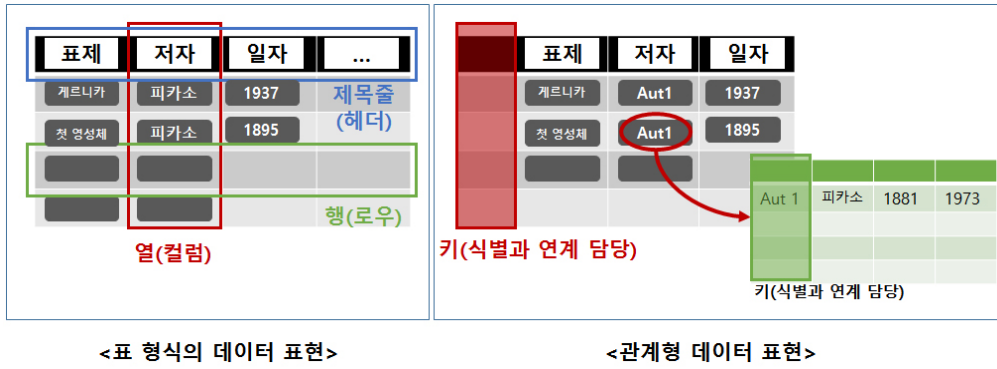 표제 저자 일자 ...
게르니카 피카소 1937 제목줄
(헤더)
첫 영성체 피카소 1895
행(로우)
열(컬럼)
표제 저자 일자
게르니카 Aut1 1937
첫 영성체 Aut1 1895
Aut 1 피카소 1881 1973
키(식별과 연계 담당)
키(식별과 연계 담당)
<표 형식의 데이터 표현>
<관계형 데이터 표현>